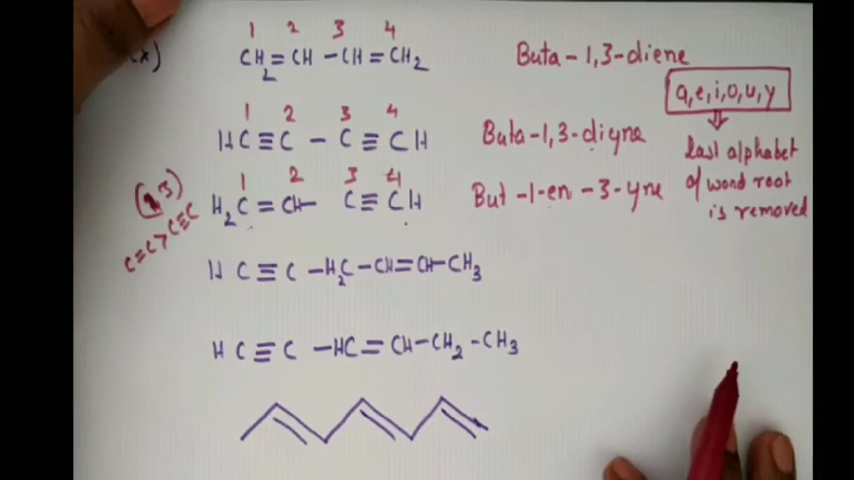 1 2 3 4
x) CH₂=CH-CH=CH₂ Buta-1,3-diene
a,e,i,o,u,y
⇓
last alphabet
of word root
is removed
1 2 3 4
HC≡C-C≡CH Buta-1,3-diyne
1 2 3 4
H₂C=CH- C≡CH But-1-en-3-yne
(1,3)
C=C>C≡C
HC≡C-H₂C-CH=CH-CH₃
HC≡C-HC=CH-CH₂-CH₃